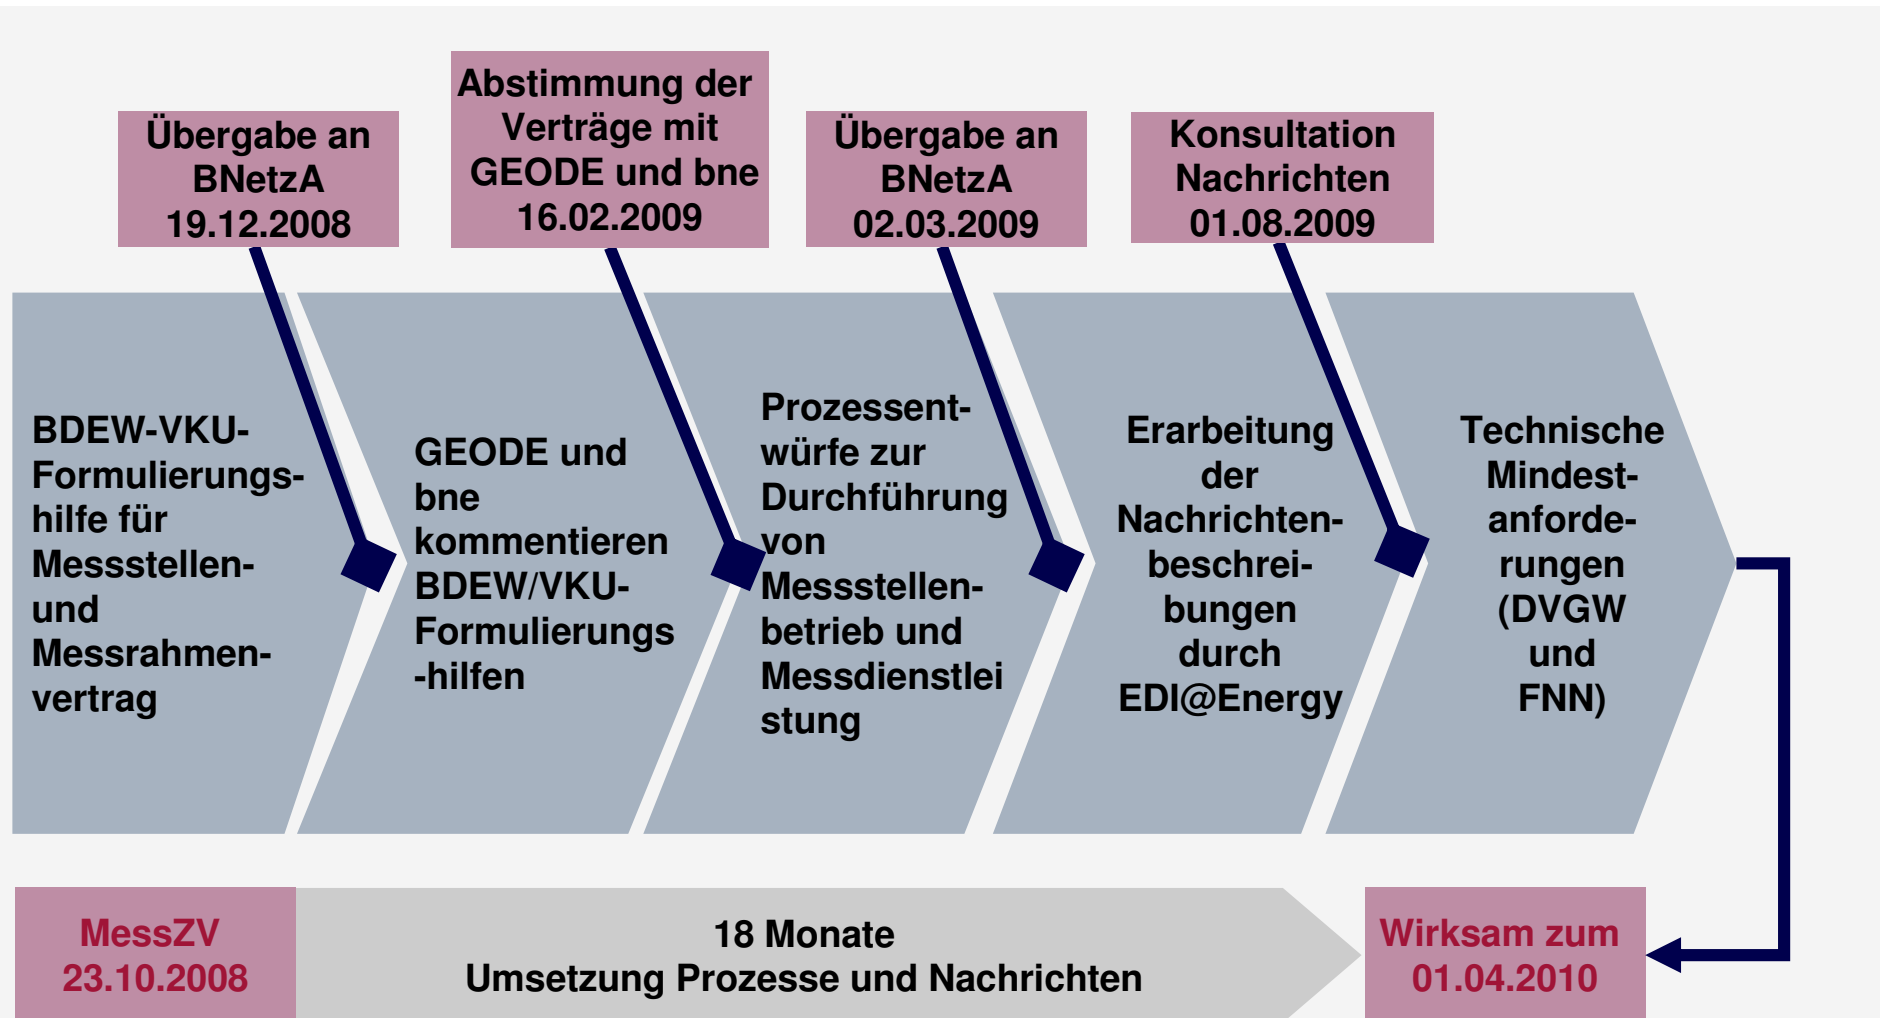 Übergabe an
BNetzA
19.12.2008
Abstimmung der
Verträge mit
GEODE und bne
16.02.2009
Übergabe an
BNetzA
02.03.2009
Konsultation
Nachrichten
01.08.2009
BDEW-VKU-
Formulierungs-
hilfe für
Messstellen-
und
Messrahmen-
vertrag
GEODE und
bne
kommentieren
BDEW/VKU-
Formulierungs
-hilfen
Prozessent-
würfe zur
Durchführung
von
Messstellen-
betrieb und
Messdienstlei
stung
Erarbeitung
der
Nachrichten-
beschrei-
bungen
durch
EDI@Energy
Technische
Mindest-
anforde-
rungen
(DVGW
und
FNN)
MessZV
23.10.2008
18 Monate
Umsetzung Prozesse und Nachrichten
Wirksam zum
01.04.2010